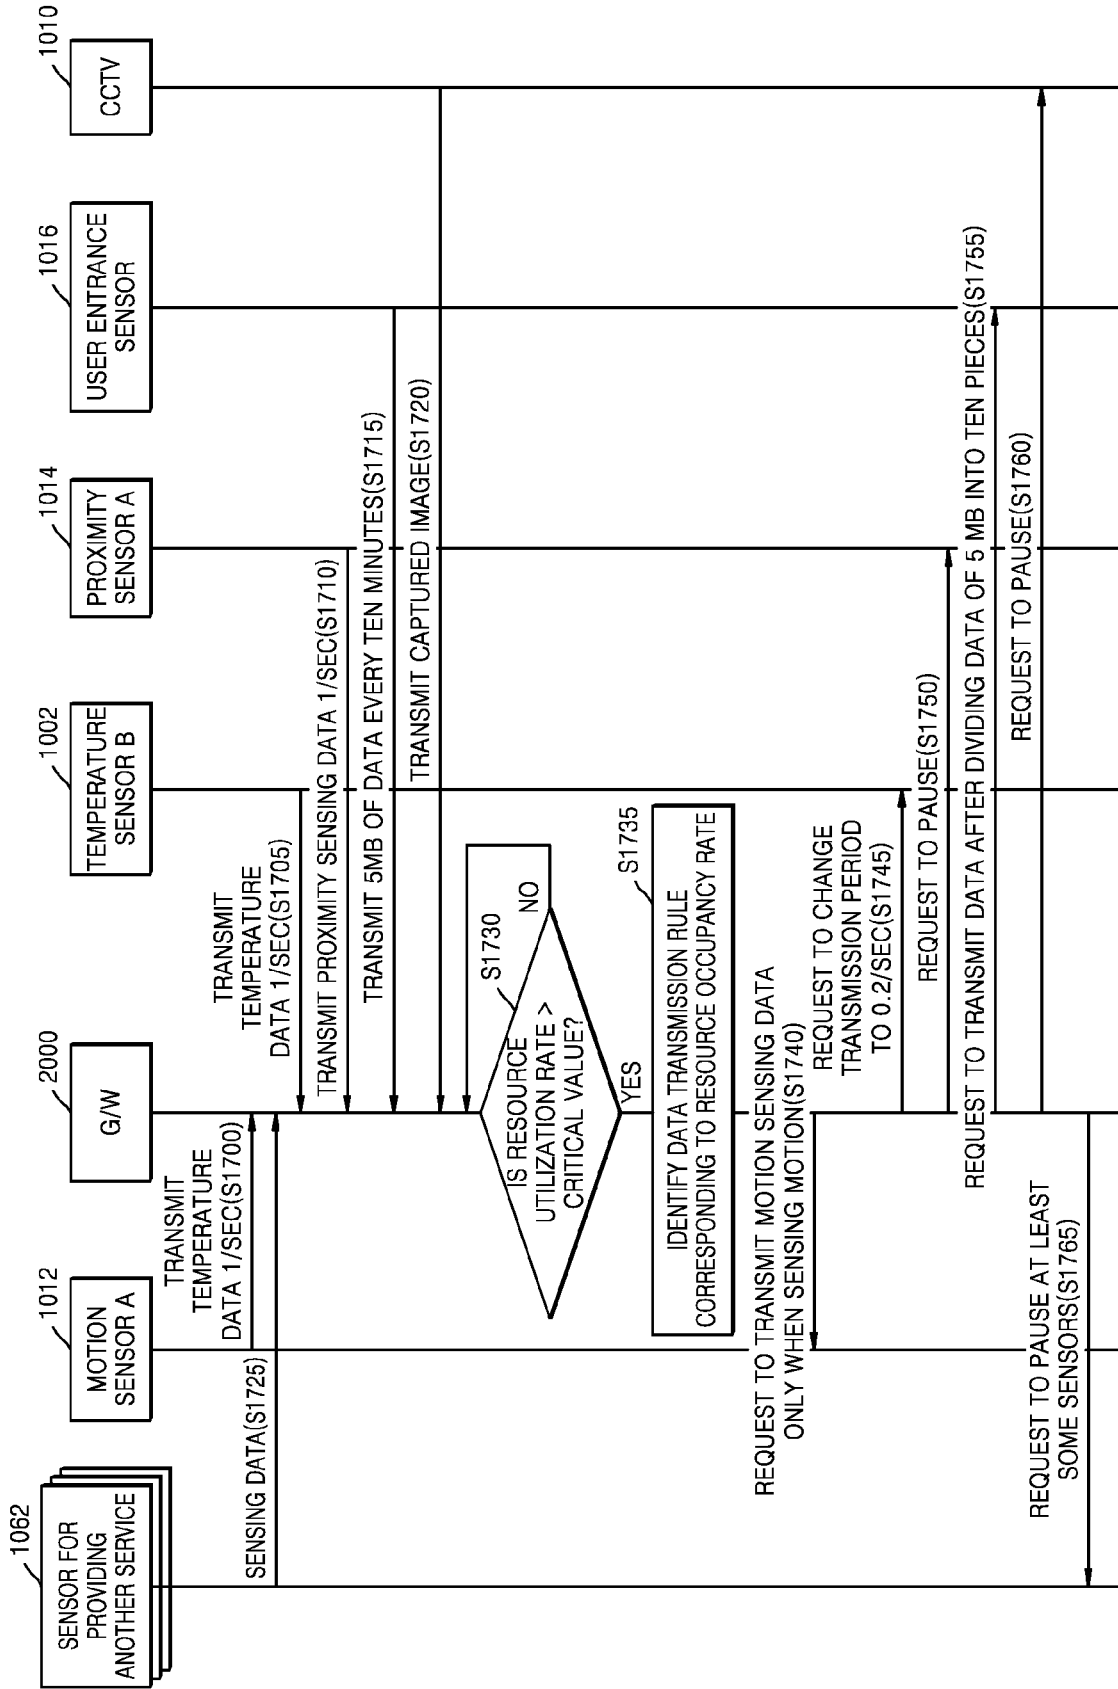 1062
SENSOR FOR
PROVIDING
ANOTHER SERVICE
1012
MOTION
SENSOR A
2000
G/W
1002
TEMPERATURE
SENSOR B
1014
PROXIMITY
SENSOR A
1016
USER ENTRANCE
SENSOR
1010
CCTV
TRANSMIT
TEMPERATURE
DATA 1/SEC(S1700)
SENSING DATA(S1725)
TRANSMIT
TEMPERATURE
DATA 1/SEC(S1705)
TRANSMIT PROXIMITY SENSING DATA 1/SEC(S1710)
TRANSMIT 5MB OF DATA EVERY TEN MINUTES(S1715)
TRANSMIT CAPTURED IMAGE(S1720)
S1730
IS RESOURCE
UTILIZATION RATE >
CRITICAL VALUE?
NO
YES
S1735
IDENTIFY DATA TRANSMISSION RULE
CORRESPONDING TO RESOURCE OCCUPANCY RATE
REQUEST TO TRANSMIT MOTION SENSING DATA
ONLY WHEN SENSING MOTION(S1740)
REQUEST TO CHANGE
TRANSMISSION PERIOD
TO 0.2/SEC(S1745)
REQUEST TO PAUSE(S1750)
REQUEST TO TRANSMIT DATA AFTER DIVIDING DATA OF 5 MB INTO TEN PIECES(S1755)
REQUEST TO PAUSE(S1760)
REQUEST TO PAUSE AT LEAST
SOME SENSORS(S1765)